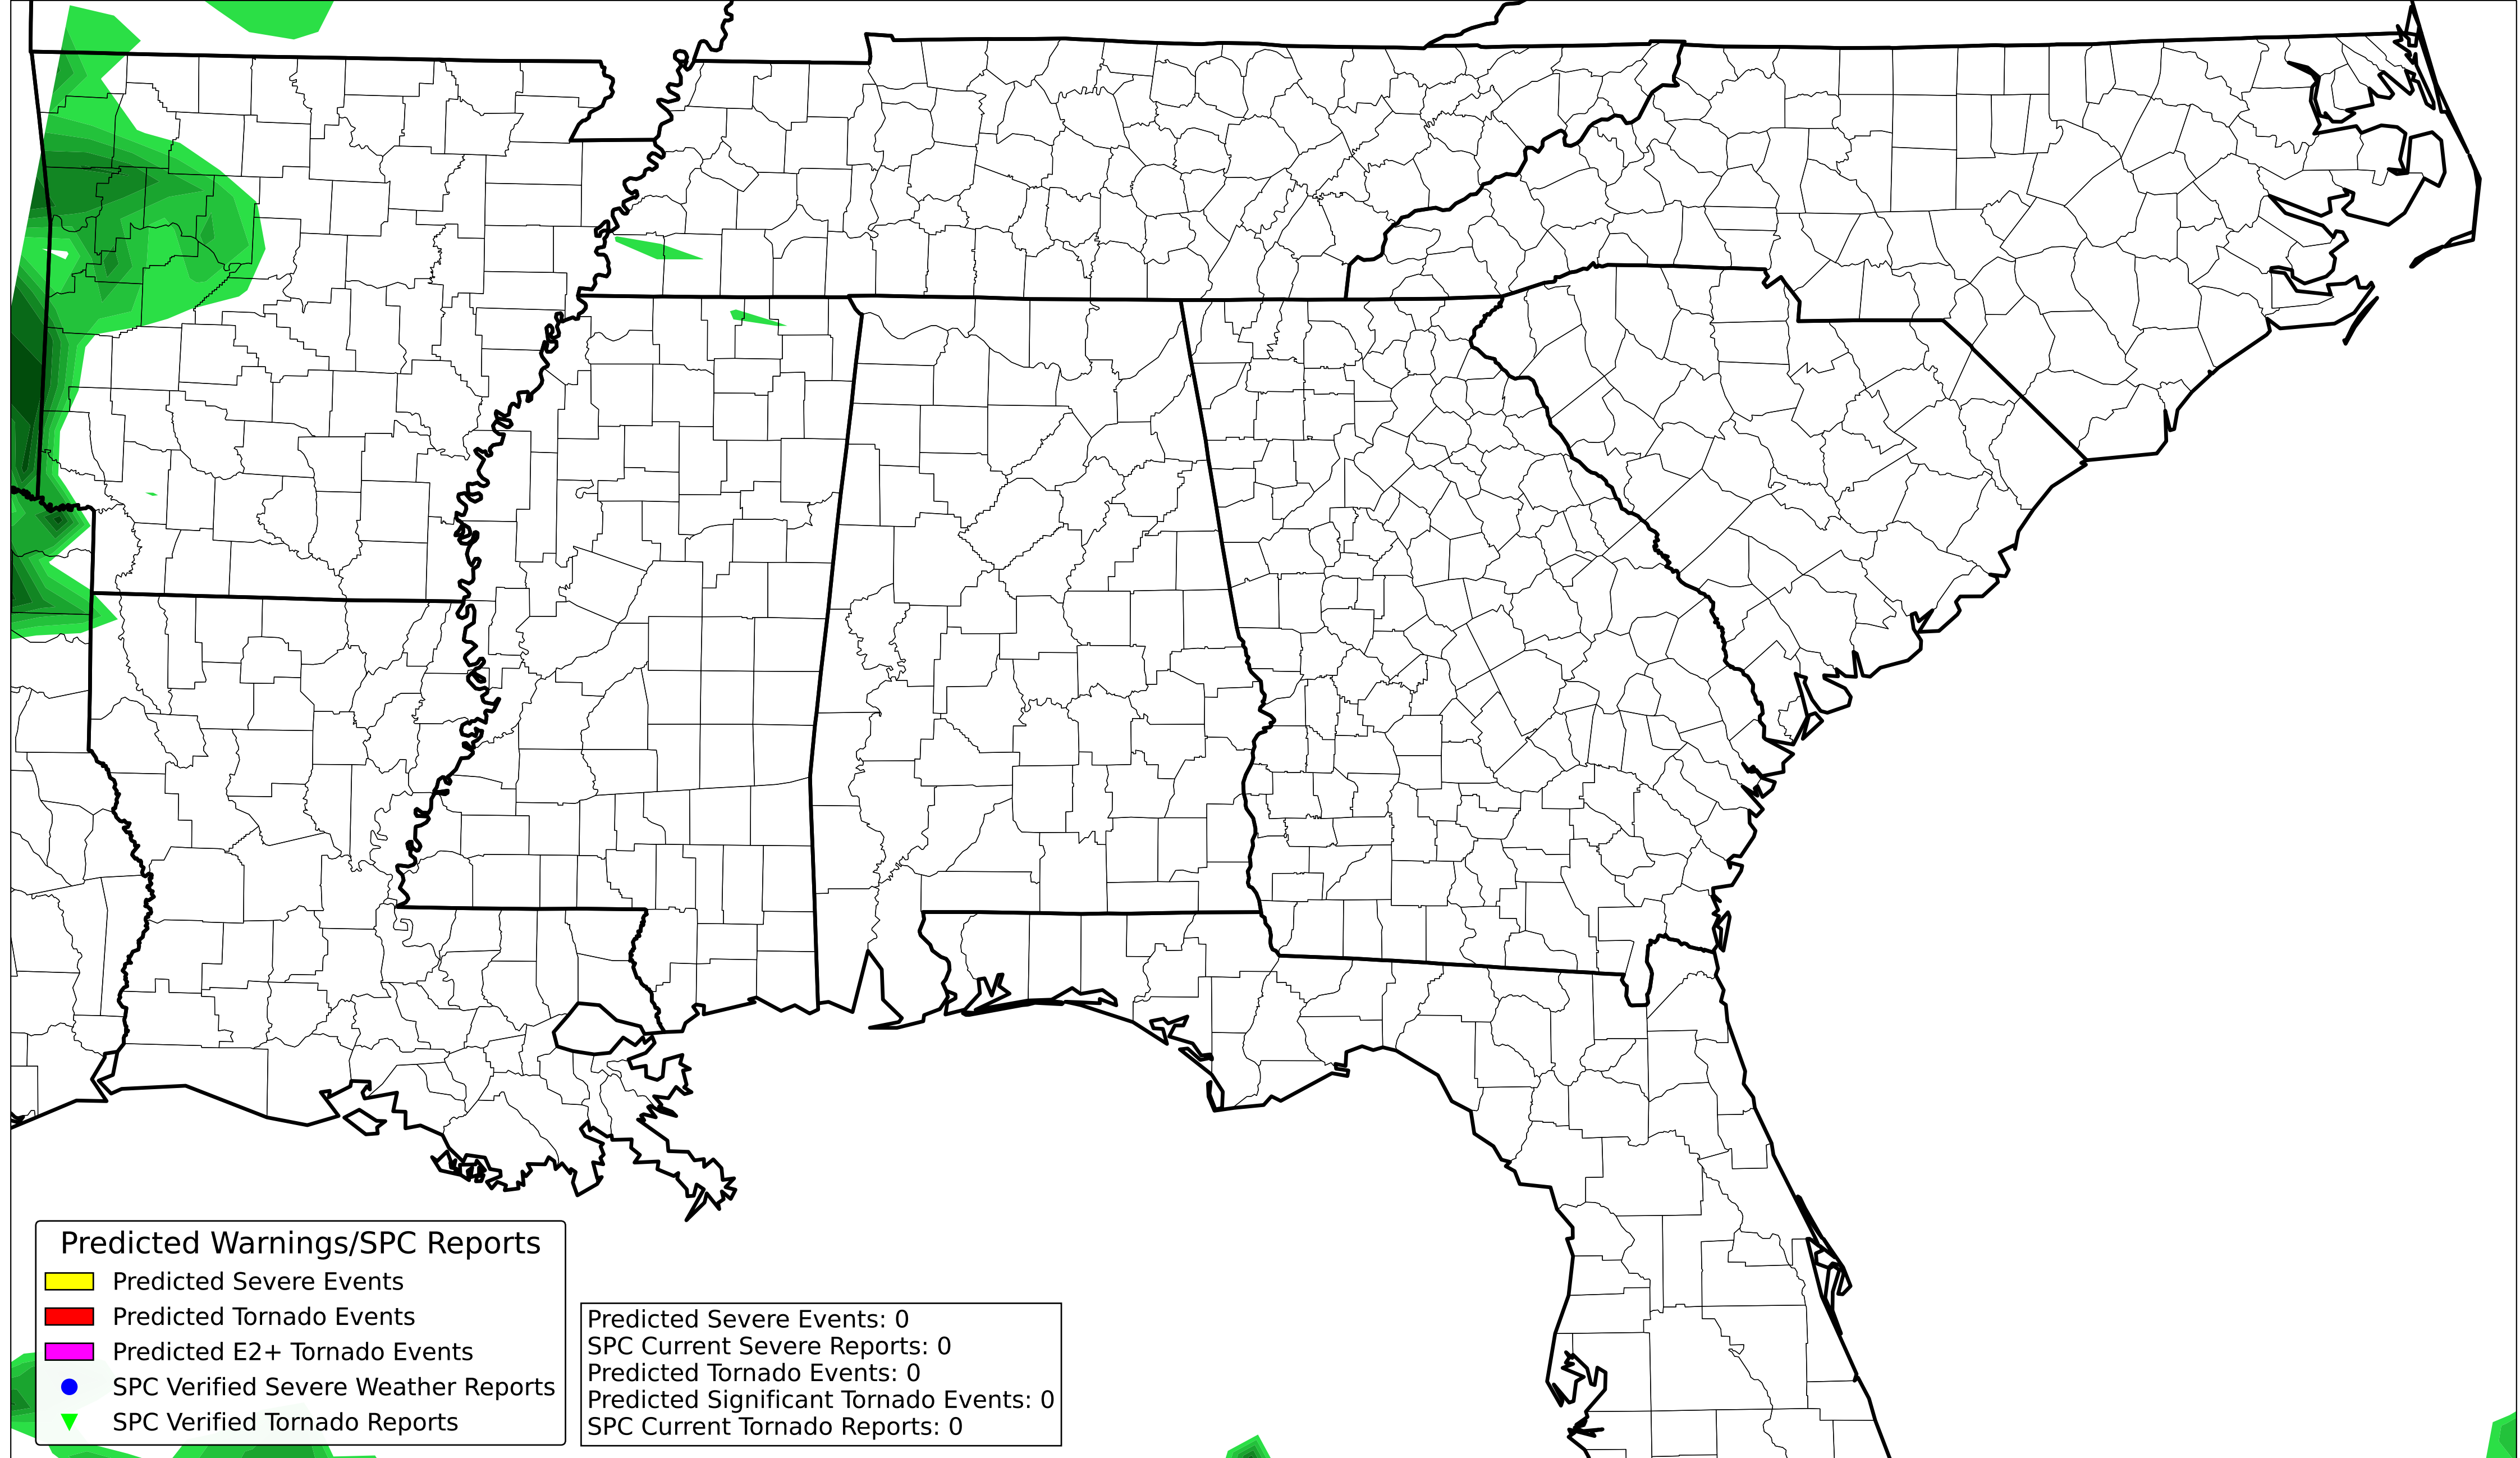 Predicted Warnings/SPC Reports
Predicted Severe Events
Predicted Tornado Events
Predicted E2+ Tornado Events
SPC Verified Severe Weather Reports
SPC Verified Tornado Reports
Predicted Severe Events: 0
SPC Current Severe Reports: 0
Predicted Tornado Events: 0
Predicted Significant Tornado Events: 0
SPC Current Tornado Reports: 0